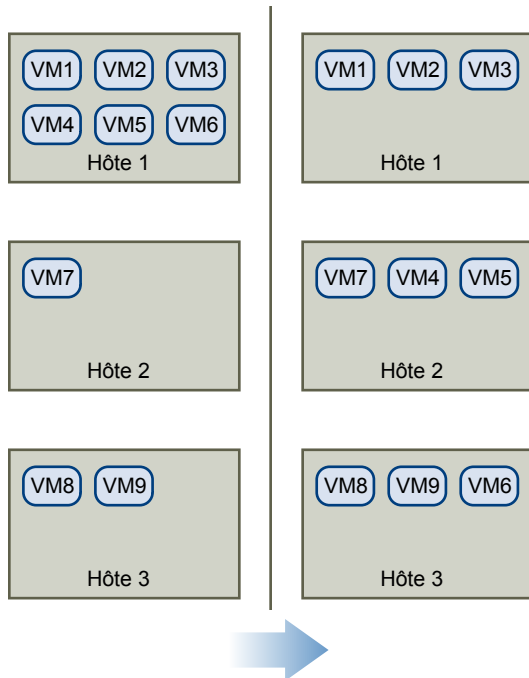 VM1 VM2 VM3
VM4 VM5 VM6
Hôte 1
VM7
Hôte 2
VM8 VM9
Hôte 3
VM1 VM2 VM3
Hôte 1
VM7 VM4 VM5
Hôte 2
VM8 VM9 VM6
Hôte 3